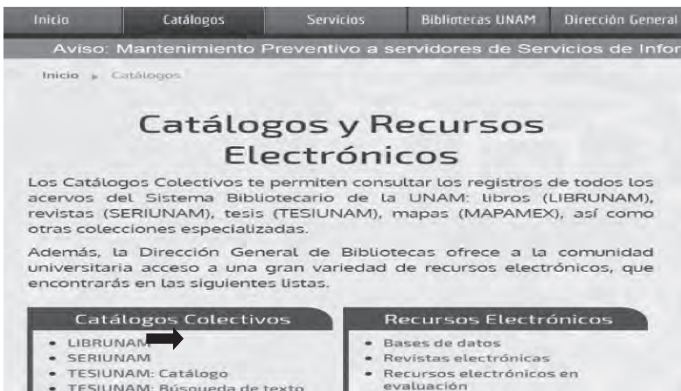 Inicio Catálogos Servicios Bibliotecas UNAM Dirección General
Aviso: Mantenimiento Preventivo a servidores de Servicios de Infor
Inicio Catálogos
Catálogos y Recursos
Electrónicos
Los Catálogos Colectivos te permiten consultar los registros de todos los
acervos del Sistema Bibliotecario de la UNAM: libros (LIBRUNAM),
revistas (SERIUNAM), tesis (TESIUNAM), mapas (MAPAMEX), así como
otras colecciones especializadas.
Además, la Dirección General de Bibliotecas ofrece a la comunidad
universitaria acceso a una gran variedad de recursos electrónicos, que
encontrarás en las siguientes listas.
Catálogos Colectivos
• LIBRUNAM
• SERIUNAM
• TESIUNAM: Catálogo
• TESIUNAM: Búsqueda de texto
Recursos Electrónicos
• Bases de datos
• Revistas electrónicas
• Recursos electrónicos en
evaluación